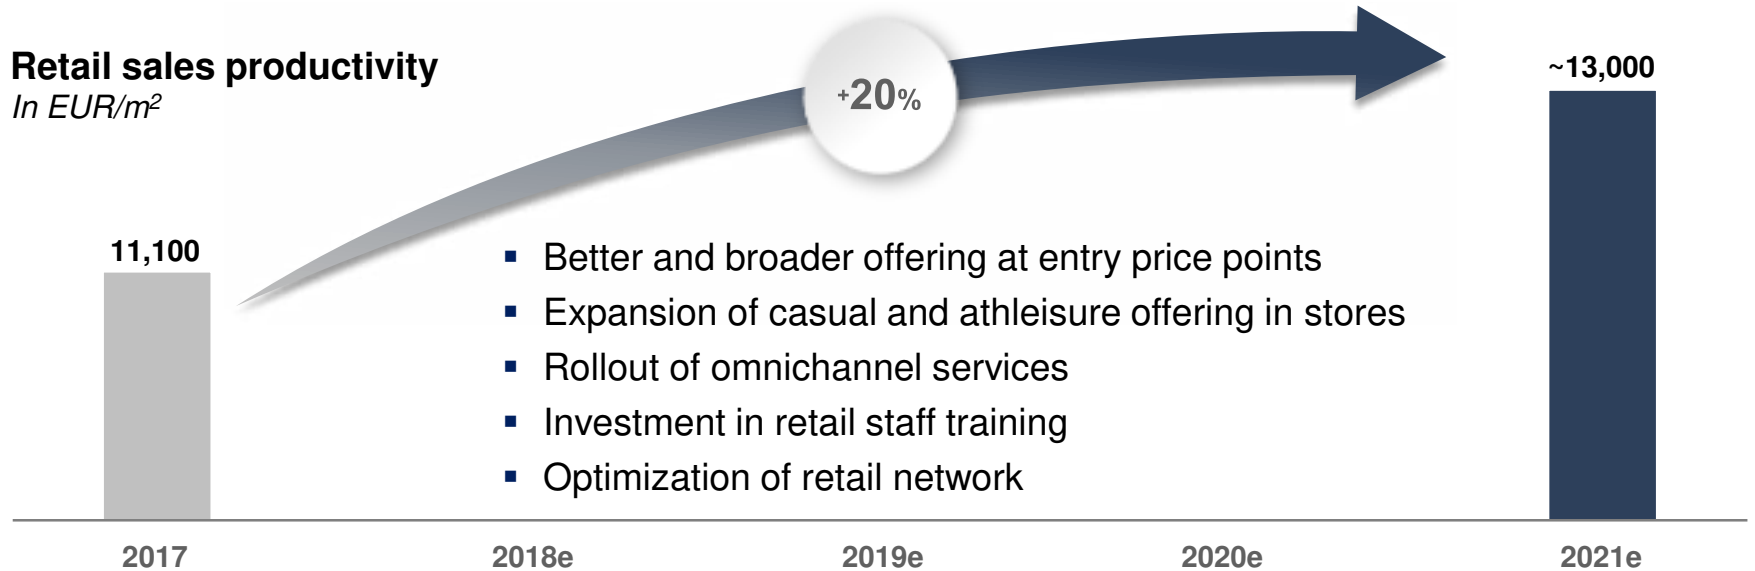 Retail sales productivity
In EUR/m²
+20%
~13,000
11,100
▪ Better and broader offering at entry price points
▪ Expansion of casual and athleisure offering in stores
▪ Rollout of omnichannel services
▪ Investment in retail staff training
▪ Optimization of retail network
2017 2018e 2019e 2020e 2021e